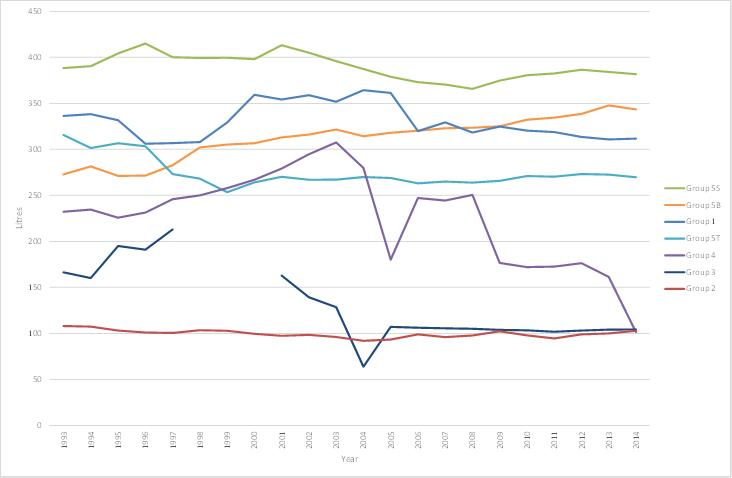 450
400
350
300
250
200
150
100
50
0
Litres
1993 1994 1995 1996 1997 1998 1999 2000 2001 2002 2003 2004 2005 2006 2007 2008 2009 2010 2011 2012 2013 2014
Year
Group 5S
Group 5B
Group 1
Group 5T
Group 4
Group 3
Group 2